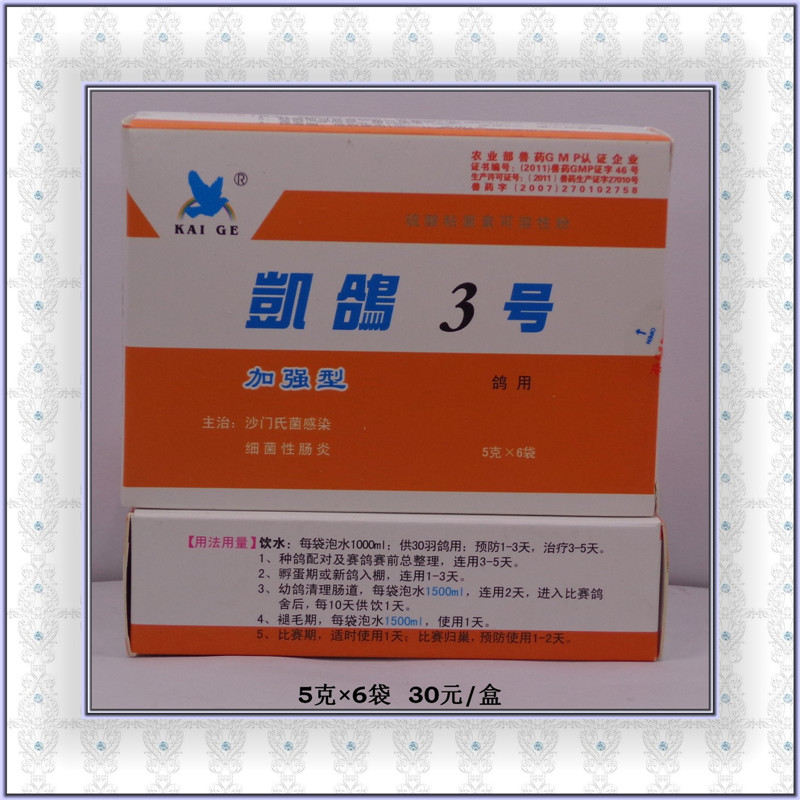 农业部兽药GMP认证企业
证书编号：(2011)兽药GMP证字46号
生产许可证号：(2011)兽药生产证字27010号
兽药字(2007)270102758
®
KAI GE
硫酸粘菌素可溶性粉
凱鴿 3 号
加强型
鸽用
主治：沙门氏菌感染
细菌性肠炎
5克×6袋
【用法用量】饮水：每袋泡水1000ml；供30羽鸽用；预防1-3天，治疗3-5天。
1、种鸽配对及赛鸽赛前总整理，连用3-5天。
2、孵蛋期或新鸽入棚，连用1-3天。
3、幼鸽清理肠道，每袋泡水1500ml，连用2天，进入比赛鸽
舍后，每10天供饮1天。
4、褪毛期，每袋泡水1500ml，使用1天。
5、比赛期，适时使用1天；比赛归巢，预防使用1-2天。
5克×6袋 30元/盒